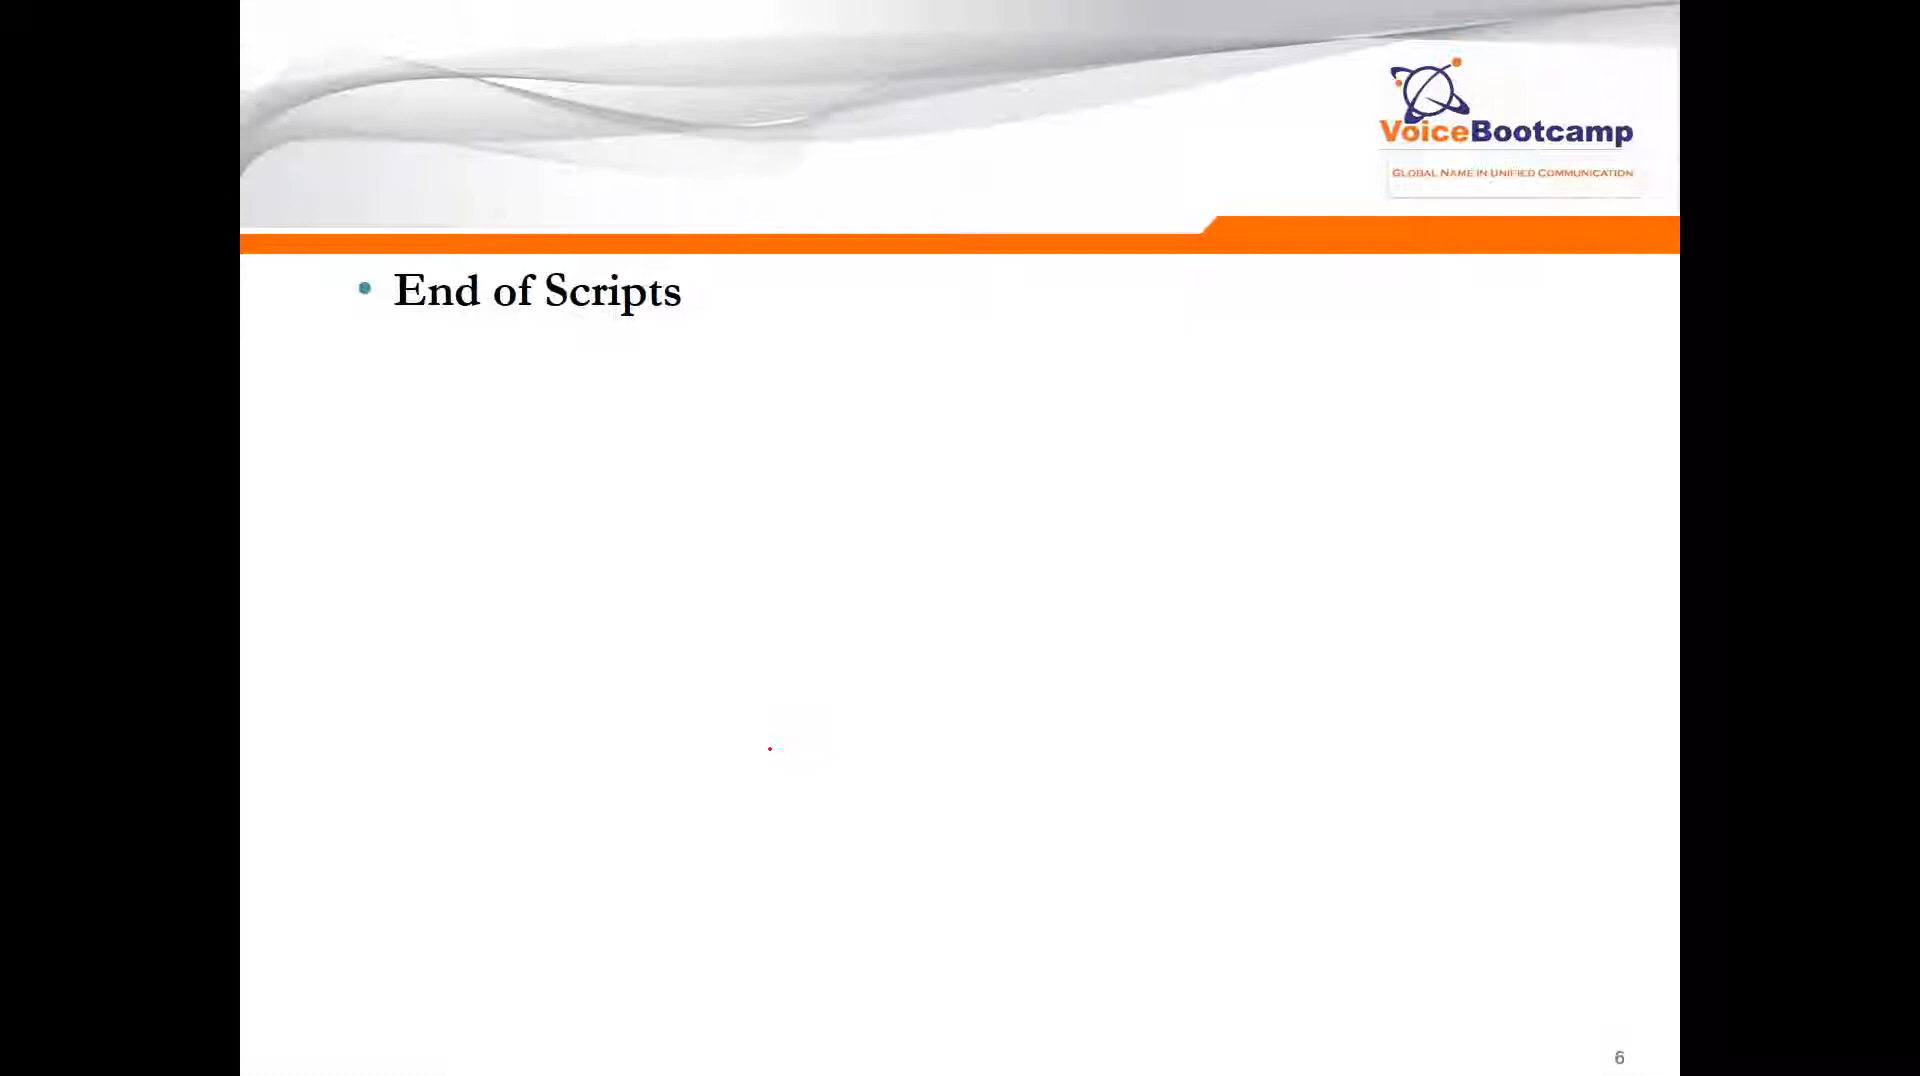 VoiceBootcamp
GLOBAL NAME IN UNIFIED COMMUNICATION
• End of Scripts
6